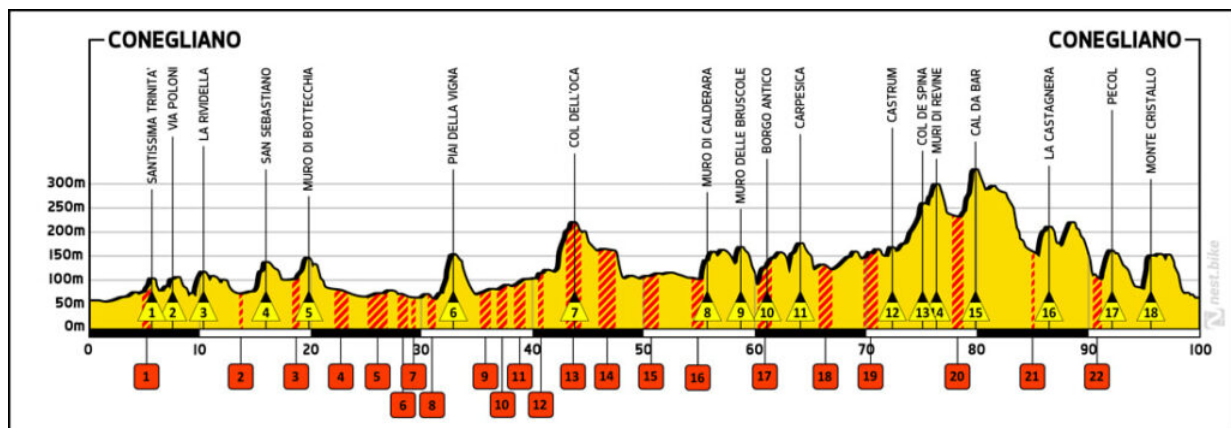 CONEGLIANO
CONEGLIANO
SANTISSIMA TRINITA'
VIA POLONI
LA RIVIDELLA
SAN SEBASTIANO
MURO DI BOTTECCHIA
PIAI DELLA VIGNA
COL DELL'OCA
MURO DI CALDERARA
MURO DELLE BRUSCOLE
BORGO ANTICO
CARPESICA
CASTRUM
COL DE SPINA
MURI DI REVINE
CAL DA BAR
LA CASTAGNERA
PECOL
MONTE CRISTALLO
300m
250m
200m
150m
100m
50m
0m
1 2 3 4 5 6 7 8 9 10 11 12 13 14 15 16 17 18
nest.bike
0 10 20 30 40 50 60 70 80 90 100
1 2 3 4 5 7 9 11 13 14 15 16 17 18 19 20 21 22
6 8 10 12